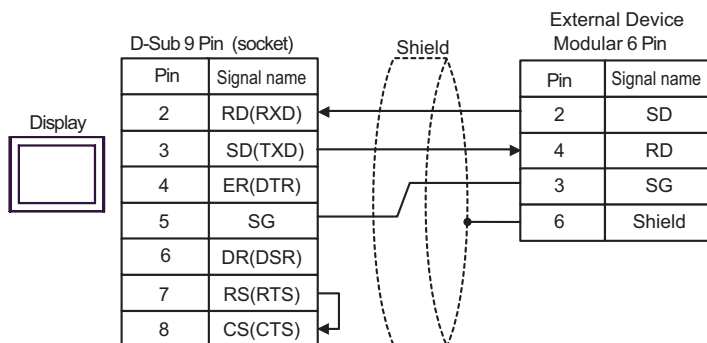 External Device
D-Sub 9 Pin (socket) Shield Modular 6 Pin
Pin Signal name Pin Signal name
2 RD(RXD) 2 SD
Display
3 SD(TXD) 4 RD
4 ER(DTR) 3 SG
5 SG 6 Shield
6 DR(DSR)
7 RS(RTS)
8 CS(CTS)